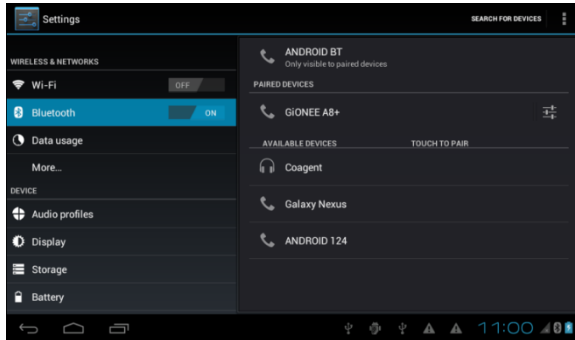 Settings
SEARCH FOR DEVICES
WIRELESS & NETWORKS
Wi-Fi
OFF
Bluetooth
ON
Data usage
More...
DEVICE
Audio profiles
Display
Storage
Battery
ANDROID BT
Only visible to paired devices
PAIRED DEVICES
GiONEE A8+
AVAILABLE DEVICES TOUCH TO PAIR
Coagent
Galaxy Nexus
ANDROID 124
11:00